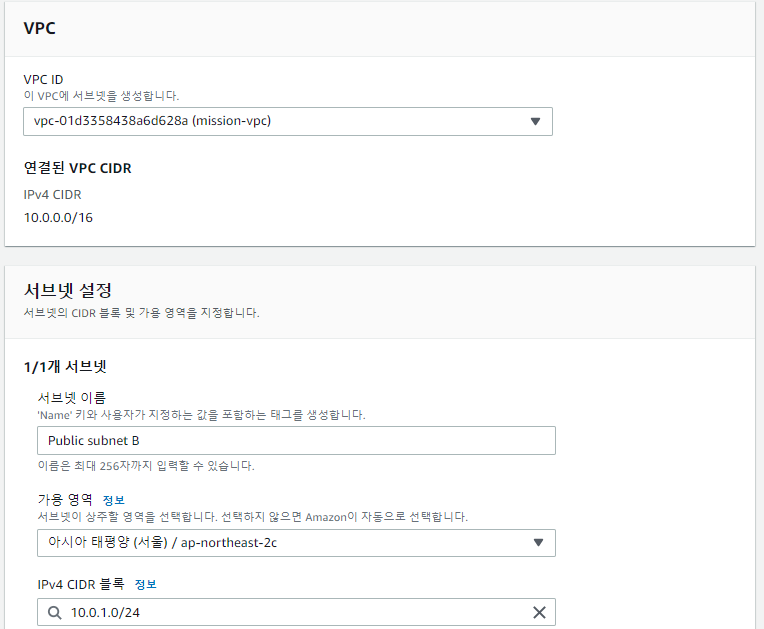 VPC
VPC ID
이 VPC에 서브넷을 생성합니다.
vpc-01d3358438a6d628a (mission-vpc)
연결된 VPC CIDR
IPv4 CIDR
10.0.0.0/16
서브넷 설정
서브넷의 CIDR 블록 및 가용 영역을 지정합니다.
1/1개 서브넷
서브넷 이름
'Name' 키와 사용자가 지정하는 값을 포함하는 태그를 생성합니다.
Public subnet B
이름은 최대 256자까지 입력할 수 있습니다.
가용 영역 정보
서브넷이 상주할 영역을 선택합니다. 선택하지 않으면 Amazon이 자동으로 선택합니다.
아시아 태평양 (서울) / ap-northeast-2c
IPv4 CIDR 블록 정보
10.0.1.0/24